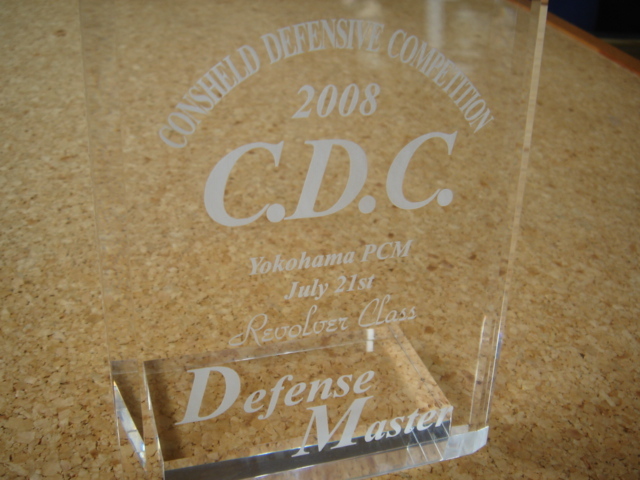 CONSHELD DEFENSIVE COMPETITION
2008
C.D.C.
Yokohama PCM
July 21st
Revolver Class
Defense
Master